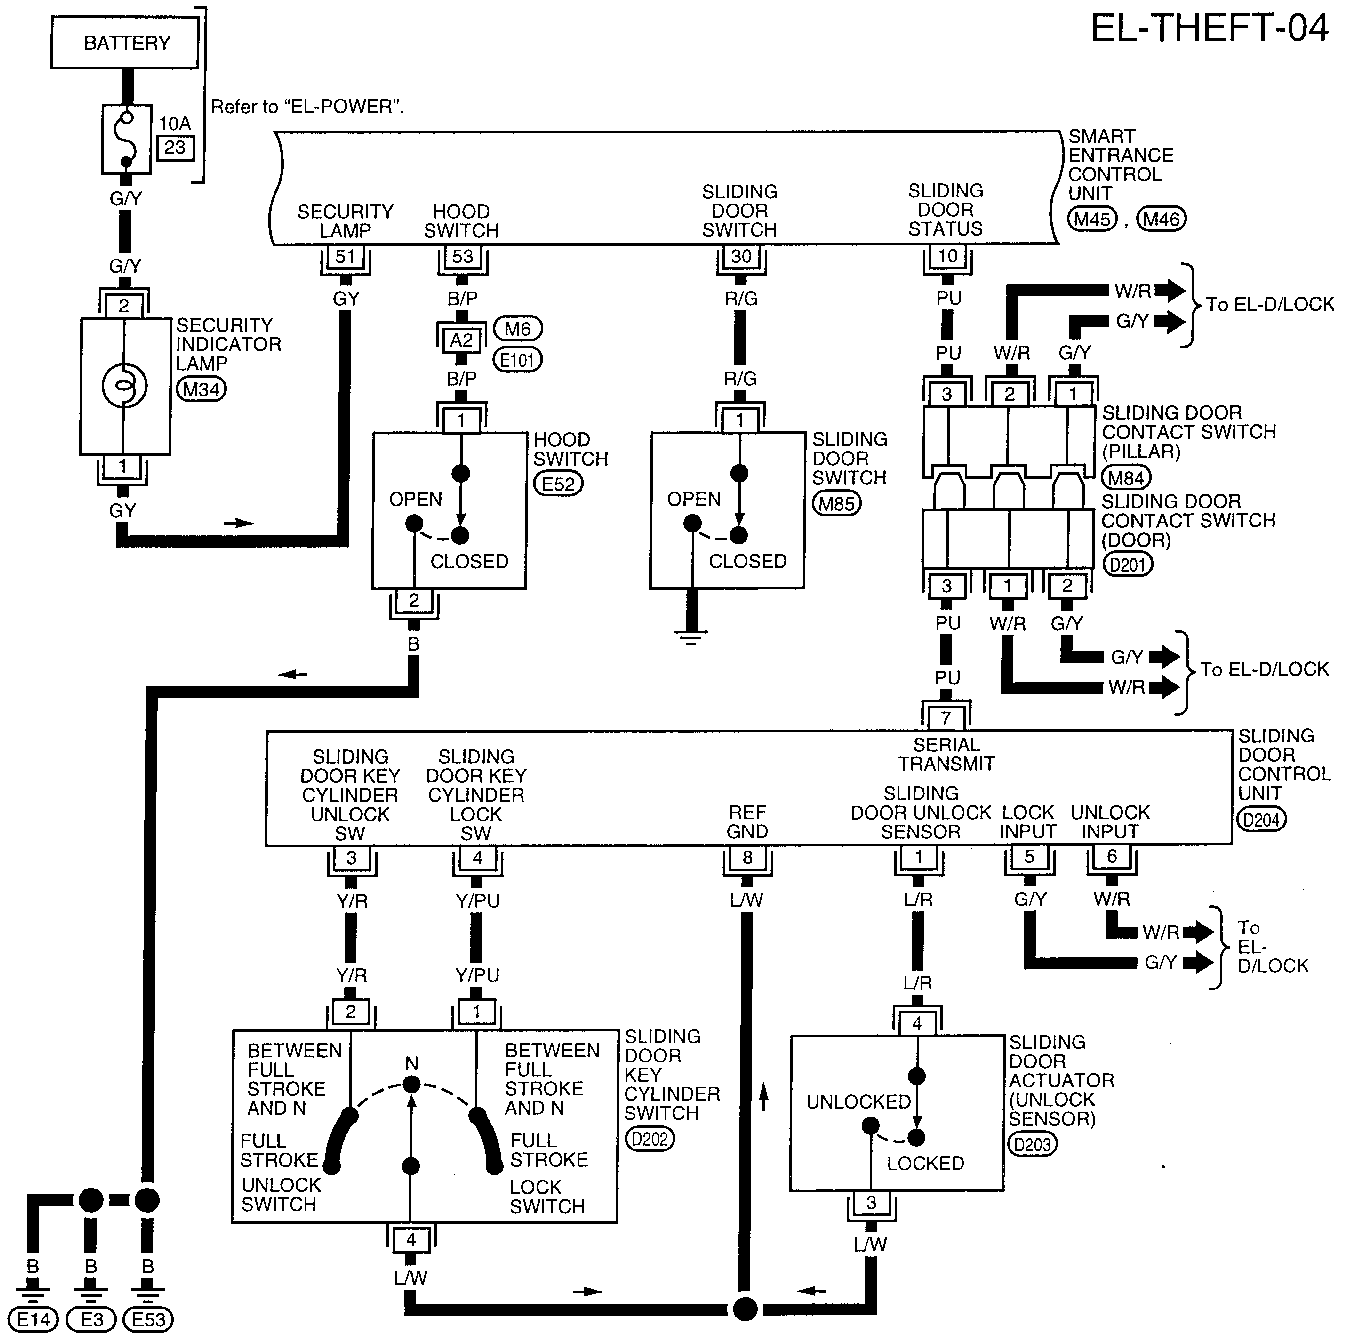 EL-THEFT-04
BATTERY
Refer to "EL-POWER".
10A
23
G/Y
G/Y
2
SECURITY
INDICATOR
LAMP
M34
1
GY
SMART
ENTRANCE
CONTROL
UNIT
M45 , M46
SECURITY
LAMP
51
GY
HOOD
SWITCH
53
B/P
A2
M6
E101
B/P
1
HOOD
SWITCH
E52
OPEN
CLOSED
2
B
SLIDING
DOOR
SWITCH
30
R/G
R/G
1
SLIDING
DOOR
SWITCH
M85
OPEN
CLOSED
SLIDING
DOOR
STATUS
10
PU
W/R
G/Y
To EL-D/LOCK
PU
W/R
G/Y
3
2
1
SLIDING DOOR
CONTACT SWITCH
(PILLAR)
M84
SLIDING DOOR
CONTACT SWITCH
(DOOR)
D201
3
1
2
PU
W/R
G/Y
G/Y
W/R
To EL-D/LOCK
PU
7
SERIAL
TRANSMIT
SLIDING
DOOR
CONTROL
UNIT
D204
SLIDING
DOOR KEY
CYLINDER
UNLOCK
SW
SLIDING
DOOR KEY
CYLINDER
LOCK
SW
REF
GND
SLIDING
DOOR UNLOCK
SENSOR
LOCK
INPUT
UNLOCK
INPUT
3
4
8
1
5
6
Y/R
Y/PU
L/W
L/R
G/Y
W/R
W/R
G/Y
To
EL-
D/LOCK
Y/R
Y/PU
L/R
2
1
4
BETWEEN
FULL
STROKE
AND N
N
BETWEEN
FULL
STROKE
AND N
FULL
STROKE
UNLOCK
SWITCH
FULL
STROKE
LOCK
SWITCH
SLIDING
DOOR
KEY
CYLINDER
SWITCH
D202
UNLOCKED
LOCKED
SLIDING
DOOR
ACTUATOR
(UNLOCK
SENSOR)
D203
4
L/W
3
L/W
B
B
B
E14
E3
E53